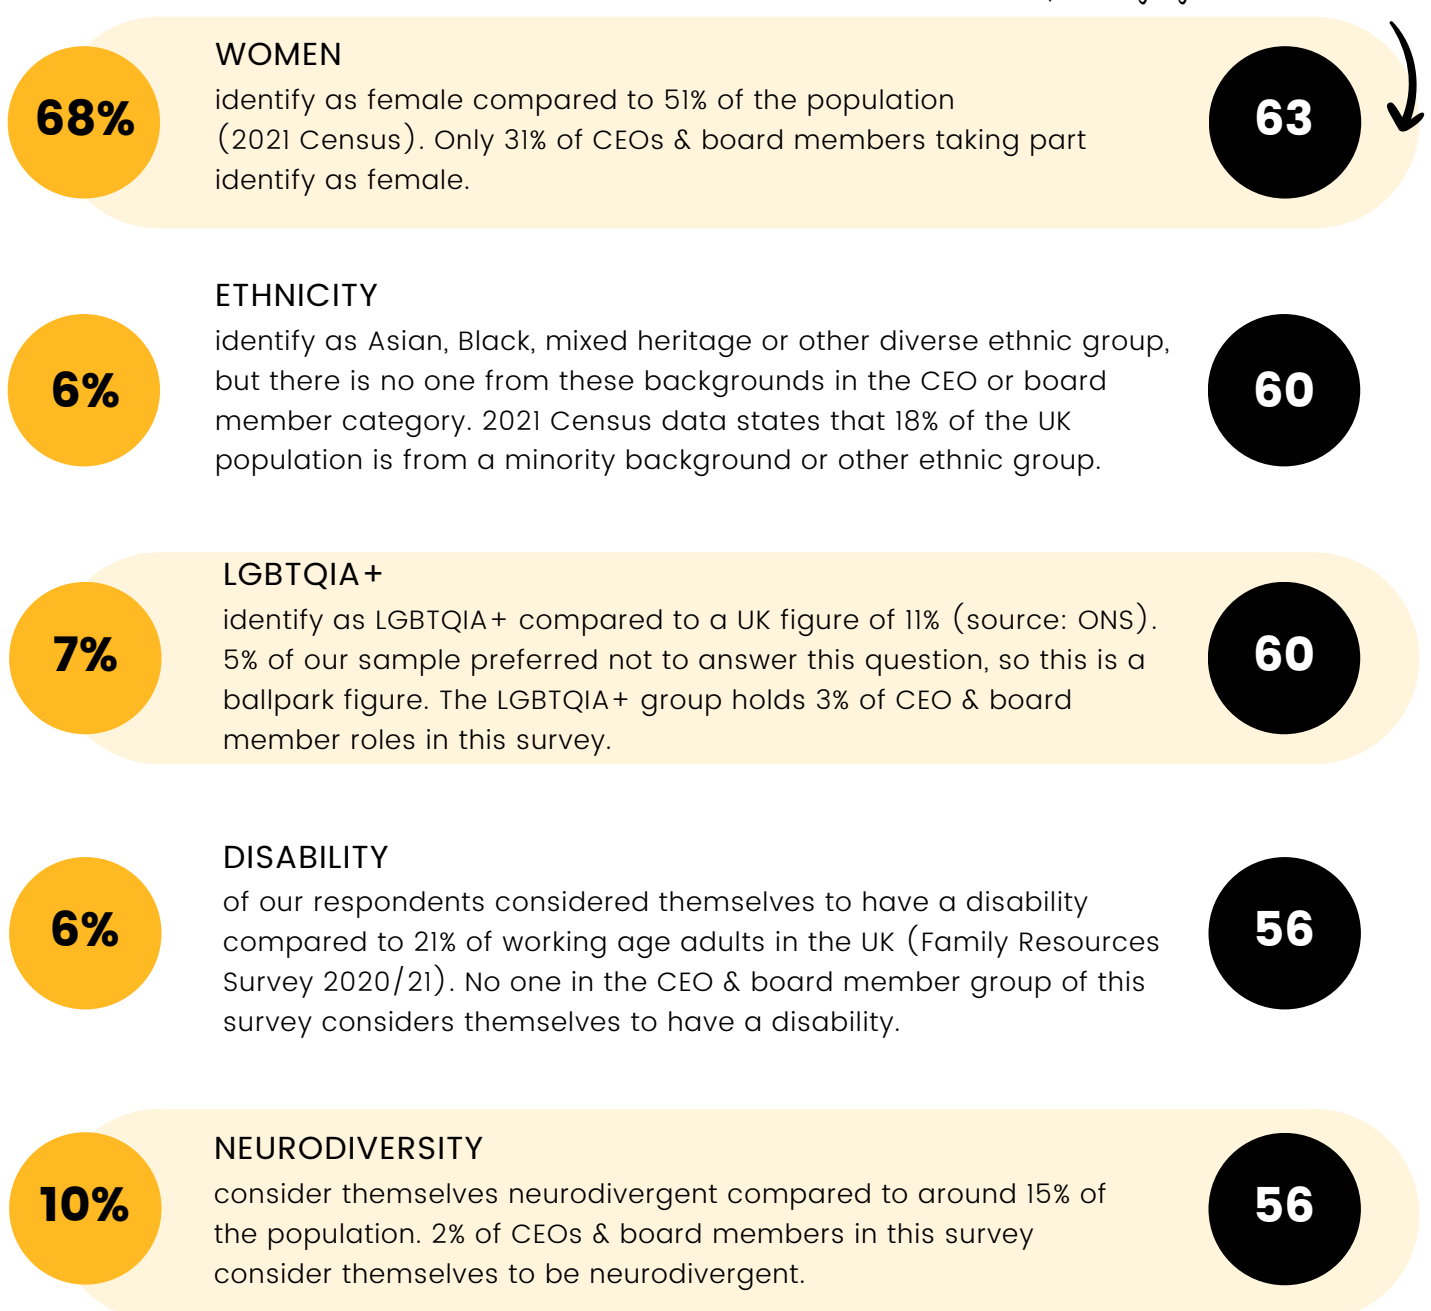 WOMEN
68%
identify as female compared to 51% of the population
(2021 Census). Only 31% of CEOs & board members taking part
identify as female.
63
ETHNICITY
6%
identify as Asian, Black, mixed heritage or other diverse ethnic group,
but there is no one from these backgrounds in the CEO or board
member category. 2021 Census data states that 18% of the UK
population is from a minority background or other ethnic group.
60
LGBTQIA+
7%
identify as LGBTQIA+ compared to a UK figure of 11% (source: ONS).
5% of our sample preferred not to answer this question, so this is a
ballpark figure. The LGBTQIA+ group holds 3% of CEO & board
member roles in this survey.
60
DISABILITY
6%
of our respondents considered themselves to have a disability
compared to 21% of working age adults in the UK (Family Resources
Survey 2020/21). No one in the CEO & board member group of this
survey considers themselves to have a disability.
56
NEURODIVERSITY
10%
consider themselves neurodivergent compared to around 15% of
the population. 2% of CEOs & board members in this survey
consider themselves to be neurodivergent.
56